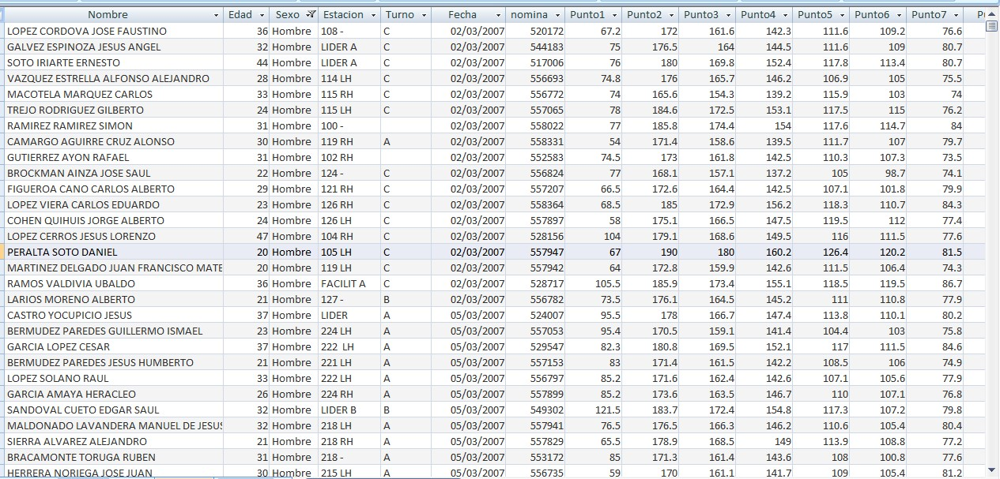 Nombre Edad Sexo Estacion Turno Fecha nomina Punto1 Punto2 Punto3 Punto4 Punto5 Punto6 Punto7
LOPEZ CORDOVA JOSE FAUSTINO 36 Hombre 108 - C 02/03/2007 520172 67.2 172 161.6 142.3 111.6 109.2 76.6
GALVEZ ESPINOZA JESUS ANGEL 32 Hombre LIDER A C 02/03/2007 544183 75 176.5 164 144.5 111.6 109 80.7
SOTO IRIARTE ERNESTO 44 Hombre LIDER A C 02/03/2007 517006 76 180 169.8 152.4 117.8 113.4 80.7
VAZQUEZ ESTRELLA ALFONSO ALEJANDRO 28 Hombre 114 LH C 02/03/2007 556693 74.8 176 165.7 146.2 106.9 105 75.5
MACOTELA MARQUEZ CARLOS 33 Hombre 115 RH C 02/03/2007 556772 74 165.6 154.3 139.2 115.9 103 74
TREJO RODRIGUEZ GILBERTO 24 Hombre 115 LH C 02/03/2007 557065 78 184.6 172.5 153.1 117.5 115 76.2
RAMIREZ RAMIREZ SIMON 31 Hombre 100 - 02/03/2007 558022 77 185.8 174.4 154 117.6 114.7 84
CAMARGO AGUIRRE CRUZ ALONSO 30 Hombre 119 RH A 02/03/2007 558331 54 171.4 158.6 139.5 111.7 107 79.7
GUTIERREZ AYON RAFAEL 31 Hombre 102 RH 02/03/2007 552583 74.5 173 161.8 142.5 110.3 107.3 73.5
BROCKMAN AINZA JOSE SAUL 22 Hombre 124 - C 02/03/2007 556824 77 168.1 157.1 137.2 105 98.7 74.1
FIGUEROA CANO CARLOS ALBERTO 29 Hombre 121 RH C 02/03/2007 557207 66.5 172.6 164.4 142.5 107.1 101.8 79.9
LOPEZ VIERA CARLOS EDUARDO 23 Hombre 126 RH C 02/03/2007 558364 68.5 185 172.9 156.2 118.3 110.7 84.3
COHEN QUIHUIS JORGE ALBERTO 24 Hombre 126 LH C 02/03/2007 557897 58 175.1 166.5 147.5 119.5 112 77.4
LOPEZ CERROS JESUS LORENZO 47 Hombre 104 RH C 02/03/2007 528156 104 179.1 168.6 149.5 116 111.5 77.6
PERALTA SOTO DANIEL 20 Hombre 105 LH C 02/03/2007 557947 67 190 180 160.2 126.4 120.2 81.5
MARTINEZ DELGADO JUAN FRANCISCO MATE 20 Hombre 119 LH C 02/03/2007 557942 64 172.8 159.9 142.6 111.5 106.4 74.3
RAMOS VALDIVIA UBALDO 36 Hombre FACILIT A C 02/03/2007 528717 105.5 185.9 173.4 155.1 118.5 119.5 86.7
LARIOS MORENO ALBERTO 21 Hombre 127 - B 02/03/2007 556782 73.5 176.1 164.5 145.2 111 110.8 77.9
CASTRO YOCUPICIO JESUS 37 Hombre LIDER A 05/03/2007 524007 95.5 178 166.7 147.4 113.8 110.1 80.2
BERMUDEZ PAREDES GUILLERMO ISMAEL 23 Hombre 224 LH A 05/03/2007 557053 95.4 170.5 159.1 141.4 104.4 103 75.8
GARCIA LOPEZ CESAR 37 Hombre 222 LH A 05/03/2007 529547 82.3 180.8 169.5 152.1 117 111.5 84.6
BERMUDEZ PAREDES JESUS HUMBERTO 21 Hombre 221 LH A 05/03/2007 557153 83 171.4 161.5 142.2 108.5 106 74.9
LOPEZ SOLANO RAUL 33 Hombre 222 LH A 05/03/2007 556797 85.2 171.6 162.4 142.6 107.1 105.6 77.9
GARCIA AMAYA HERACLEO 26 Hombre 224 RH A 05/03/2007 557899 85.2 173.6 163.5 146.7 110 107.1 76.8
SANDOVAL CUETO EDGAR SAUL 32 Hombre LIDER B B 05/03/2007 549302 121.5 183.7 172.4 154.8 117.3 107.2 79.8
MALDONADO LAVANDERA MANUEL DE JESUS 32 Hombre 218 LH A 05/03/2007 557941 76.5 176.5 166.3 146.2 110.6 105.4 80.4
SIERRA ALVAREZ ALEJANDRO 21 Hombre 218 RH A 05/03/2007 557829 65.5 178.9 168.5 149 113.9 108.8 77.2
BRACAMONTE TORUGA RUBEN 31 Hombre 218 - A 05/03/2007 553172 85 171.3 161.4 143.6 108 100.8 77.6
HERRERA NORIEGA JOSE JUAN 30 Hombre 215 LH A 05/03/2007 556735 59 170 161.1 141.7 109 105.4 81.2